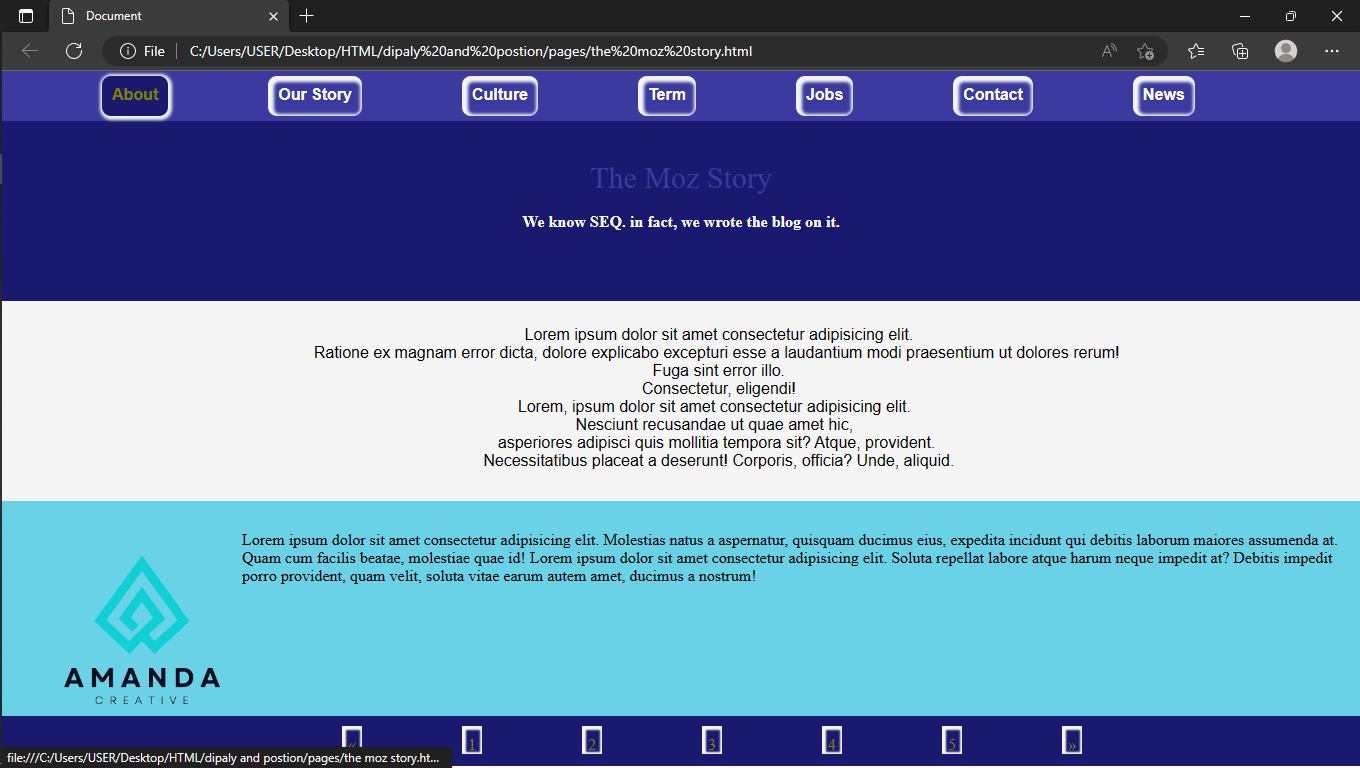 Document
File
C:/Users/USER/Desktop/HTML/dipaly%20and%20postion/pages/the%20moz%20story.html
About Our Story Culture Term Jobs Contact News
The Moz Story
We know SEQ. in fact, we wrote the blog on it.
Lorem ipsum dolor sit amet consectetur adipisicing elit.
Ratione ex magnam error dicta, dolore explicabo excepturi esse a laudantium modi praesentium ut dolores rerum!
Fuga sint error illo.
Consectetur, eligendi!
Lorem, ipsum dolor sit amet consectetur adipisicing elit.
Nesciunt recusandae ut quae amet hic,
asperiores adipisci quis mollitia tempora sit? Atque, provident.
Necessitatibus placeat a deserunt! Corporis, officia? Unde, aliquid.
Lorem ipsum dolor sit amet consectetur adipisicing elit. Molestias natus a aspernatur, quisquam ducimus eius, expedita incidunt qui debitis laborum maiores assumenda at.
Quam cum facilis beatae, molestiae quae id! Lorem ipsum dolor sit amet consectetur adipisicing elit. Soluta repellat labore atque harum neque impedit at? Debitis impedit
porro provident, quam velit, soluta vitae earum autem amet, ducimus a nostrum!
AMANDA
CREATIVE
« 1 2 3 4 5 »
file:///C:/Users/USER/Desktop/HTML/dipaly and postion/pages/the moz story.ht...